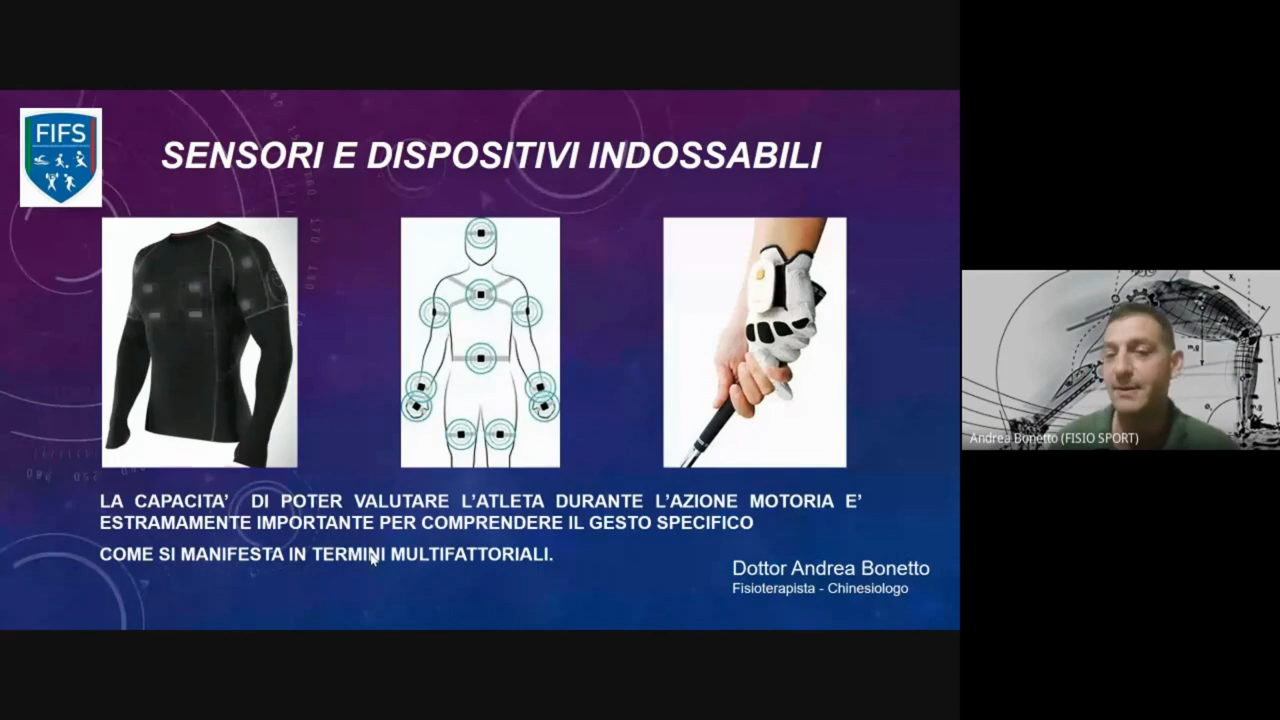 FIFS
SENSORI E DISPOSITIVI INDOSSABILI
LA CAPACITA' DI POTER VALUTARE L'ATLETA DURANTE L'AZIONE MOTORIA E'
ESTRAMAMENTE IMPORTANTE PER COMPRENDERE IL GESTO SPECIFICO
COME SI MANIFESTA IN TERMINI MULTIFATTORIALI.
Dottor Andrea Bonetto
Fisioterapista - Chinesiologo
Andrea Bonetto (FISIO SPORT)